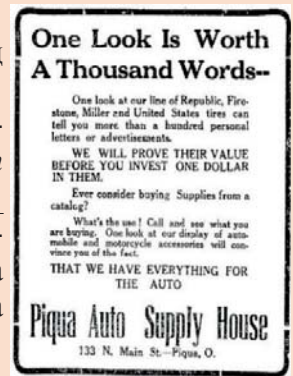 One Look Is Worth
A Thousand Words--
One look at our line of Republic, Fire-
stone, Miller and United States tires can
tell you more than a hundred personal
letters or advertisements.
WE WILL PROVE THEIR VALUE
BEFORE YOU INVEST ONE DOLLAR
IN THEM.
Ever consider buying Supplies from a
catalog?
What's the use! Call and see what you
are buying. One look at our display of auto-
mobile and motorcycle accessories will con-
vince you of the fact.
THAT WE HAVE EVERYTHING FOR
THE AUTO
Piqua Auto Supply House
133 N. Main St.—Piqua, O.